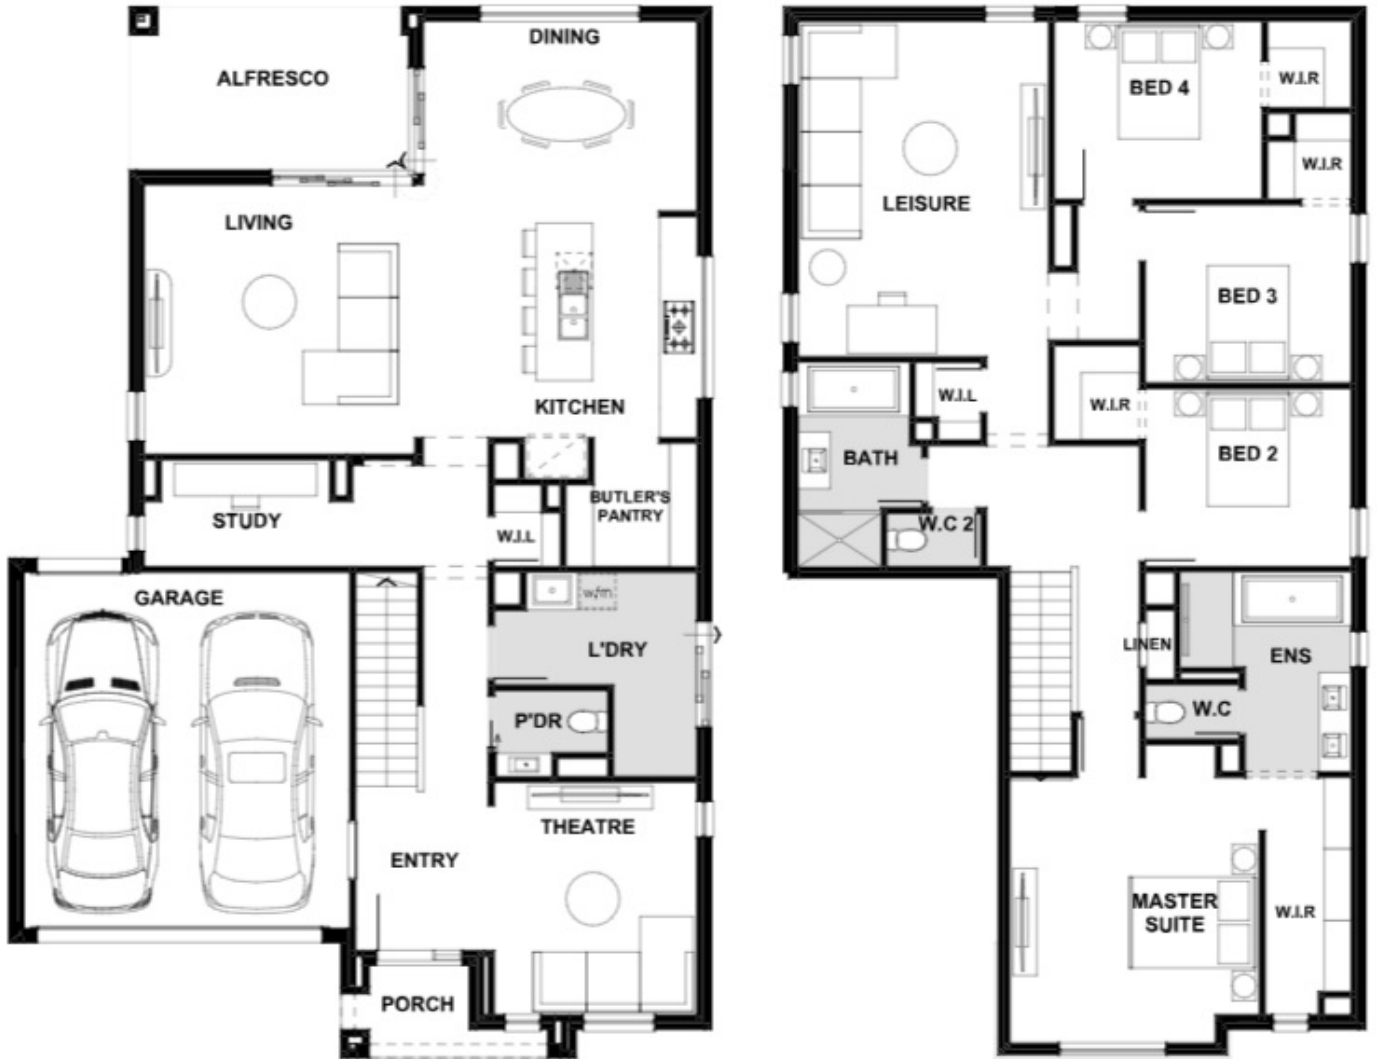 ALFRESCO
DINING
LIVING
KITCHEN
STUDY
W.I.L
BUTLER'S
PANTRY
GARAGE
w/m
L'DRY
P'DR
THEATRE
ENTRY
PORCH
BED 4
W.I.R
W.I.R
LEISURE
BED 3
W.I.L
W.I.R
BATH
BED 2
W.C 2
LINEN
ENS
W.C
MASTER
SUITE
W.I.R